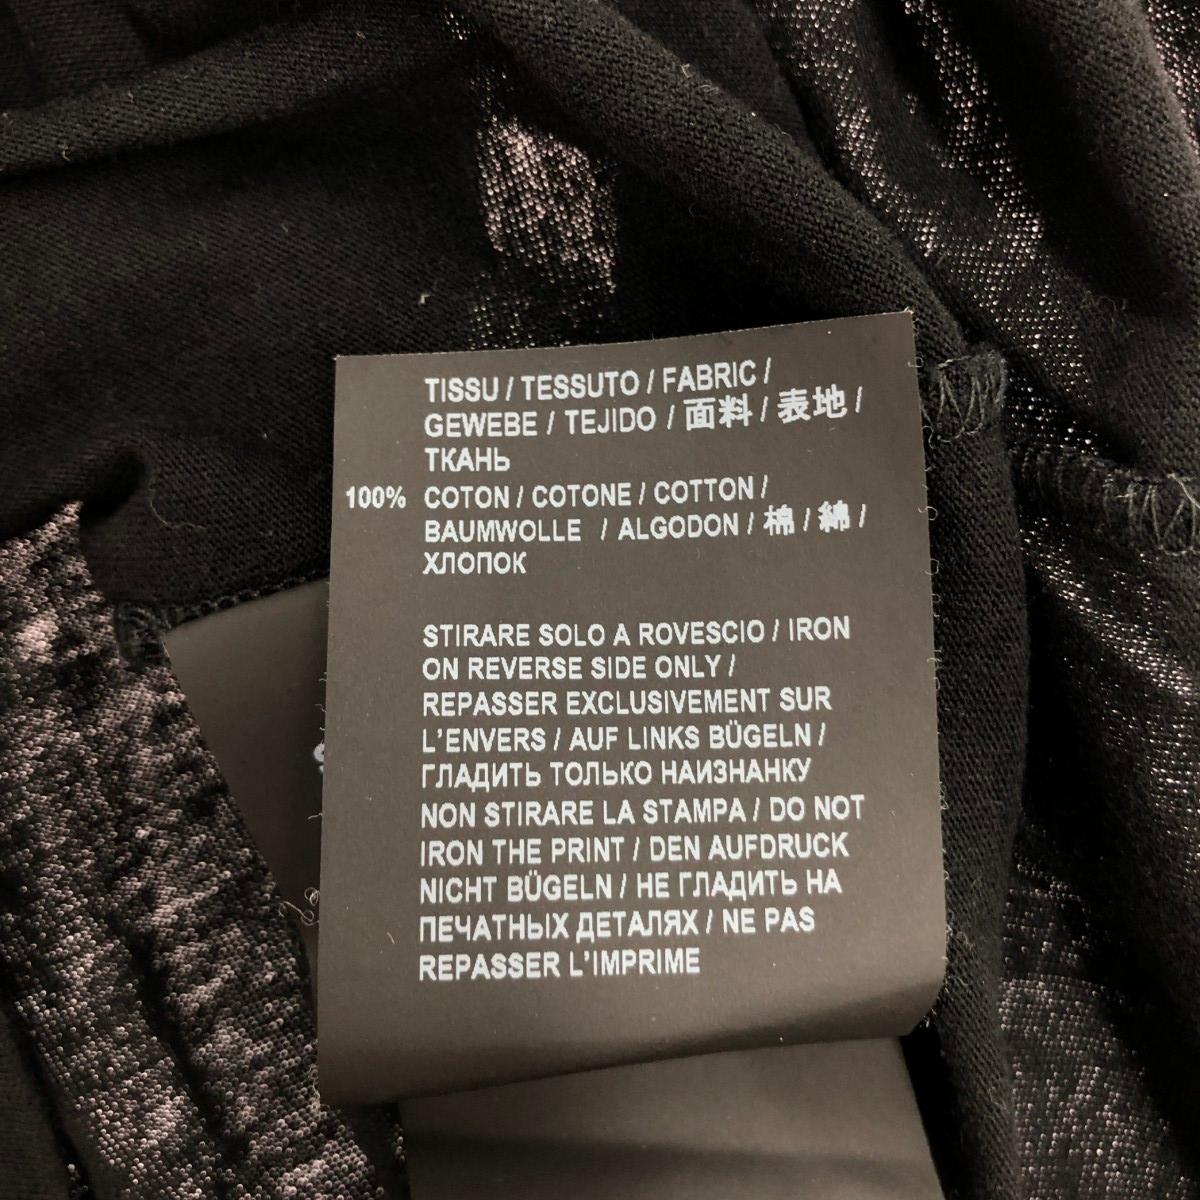 TISSU / TESSUTO / FABRIC /
GEWEBE / TEJIDO / 面料 / 表地 /
ТКАНЬ
100% COTON / COTONE / COTTON /
BAUMWOLLE / ALGODON / 棉 / 綿 /
ХЛОПОК
STIRARE SOLO A ROVESCIO / IRON
ON REVERSE SIDE ONLY /
REPASSER EXCLUSIVEMENT SUR
L'ENVERS / AUF LINKS BÜGELN /
ГЛАДИТЬ ТОЛЬКО НАИЗНАНКУ
NON STIRARE LA STAMPA / DO NOT
IRON THE PRINT / DEN AUFDRUCK
NICHT BÜGELN / НЕ ГЛАДИТЬ НА
ПЕЧАТНЫХ ДЕТАЛЯХ / NE PAS
REPASSER L'IMPRIME